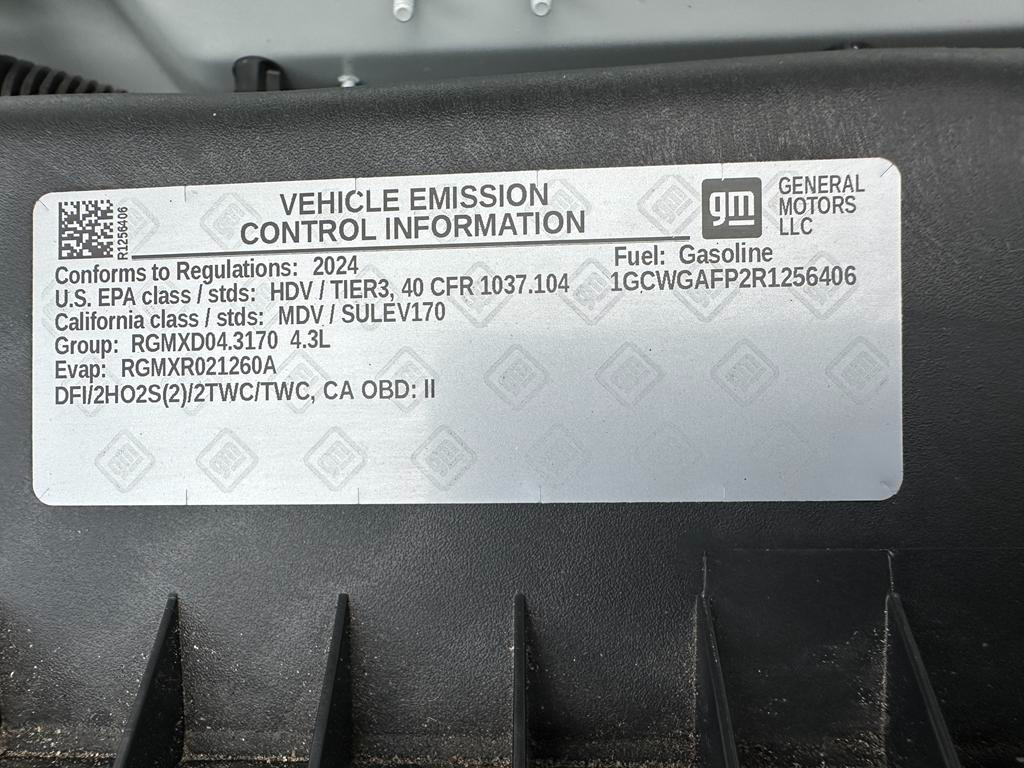 VEHICLE EMISSION
CONTROL INFORMATION
gm
GENERAL
MOTORS
LLC
R1256406
Conforms to Regulations: 2024
Fuel: Gasoline
U.S. EPA class / stds: HDV / TIER3, 40 CFR 1037.104
1GCWGAFP2R1256406
California class / stds: MDV / SULEV170
Group: RGMXD04.3170 4.3L
Evap: RGMXR021260A
DFI/2HO2S(2)/2TWC/TWC, CA OBD: II